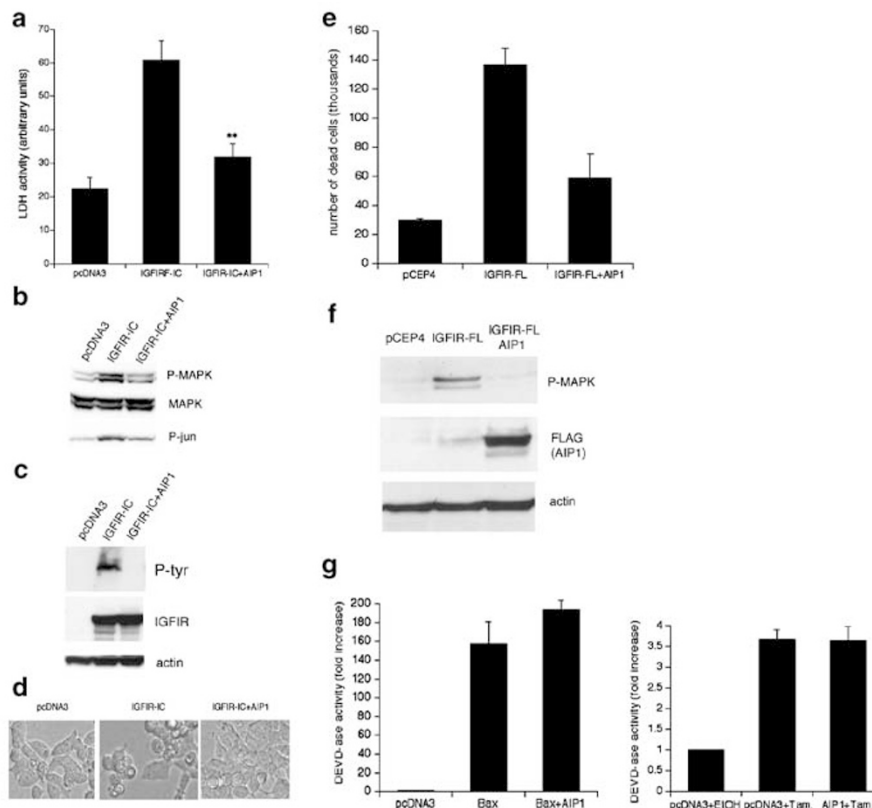 a
LDH activity (arbitrary units)
70
60
50
40
30
20
10
0
**
pcDNA3
IGFIRF-IC
IGFIR-IC+AIP1
b
pcDNA3
IGFIR-IC
IGFIR-IC+AIP1
P-MAPK
MAPK
P-jun
c
pcDNA3
IGFIR-IC
IGFIR-IC+AIP1
P-tyr
IGFIR
actin
d
pcDNA3
IGFIR-IC
IGFIR-IC+AIP1
e
number of dead cells (thousands)
160
140
120
100
80
60
40
20
0
pCEP4
IGRIR-FL
IGFIR-FL+AIP1
f
pCEP4
IGFIR-FL
IGFIR-FL
AIP1
P-MAPK
FLAG
(AIP1)
actin
g
DEVD-ase activity (fold increase)
200
180
160
140
120
100
80
60
40
20
0
pcDNA3
Bax
Bax+AIP1
DEVD-ase activity (fold increase)
4
3.5
3
2.5
2
1.5
1
0.5
0
pcDNA3+EtOH
pcDNA3+Tam.
AIP1+Tam.